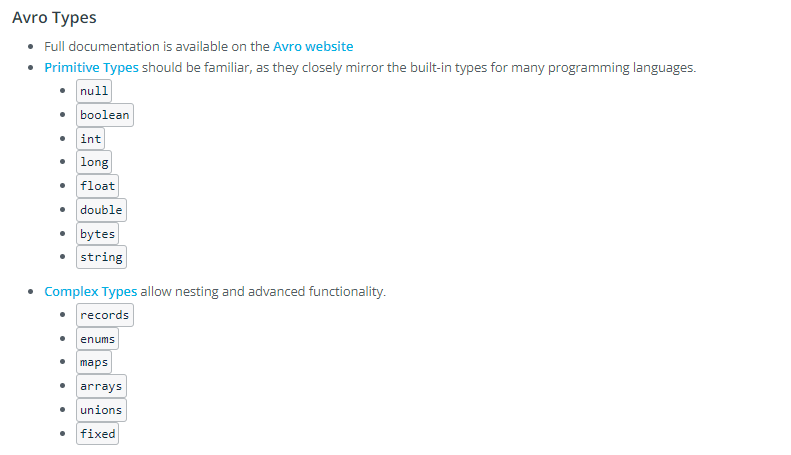 Avro Types
Full documentation is available on the Avro website
Primitive Types should be familiar, as they closely mirror the built-in types for many programming languages.
null
boolean
int
long
float
double
bytes
string
Complex Types allow nesting and advanced functionality.
records
enums
maps
arrays
unions
fixed